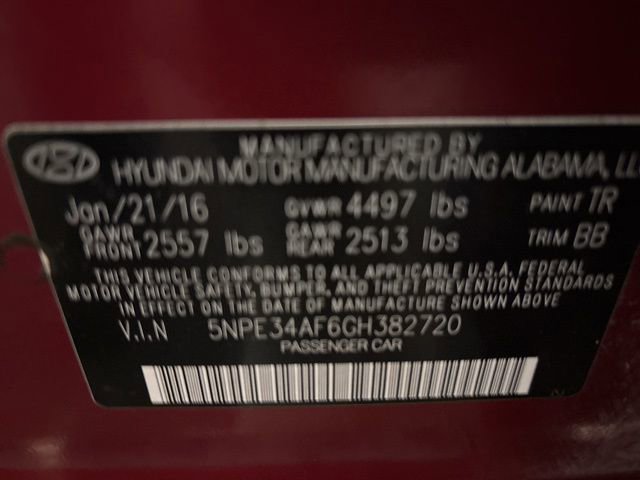 MANUFACTURED BY
HYUNDAI MOTOR MANUFACTURING ALABAMA, LLC
Jan/21/16 GVWR 4497 lbs PAINT TR
GAWR FRONT 2557 lbs GAWR REAR 2513 lbs TRIM BB
THIS VEHICLE CONFORMS TO ALL APPLICABLE U.S.A. FEDERAL
MOTOR VEHICLE SAFETY, BUMPER, AND THEFT PREVENTION STANDARDS
IN EFFECT ON THE DATE OF MANUFACTURE SHOWN ABOVE
V.I.N 5NPE34AF6GH382720
PASSENGER CAR